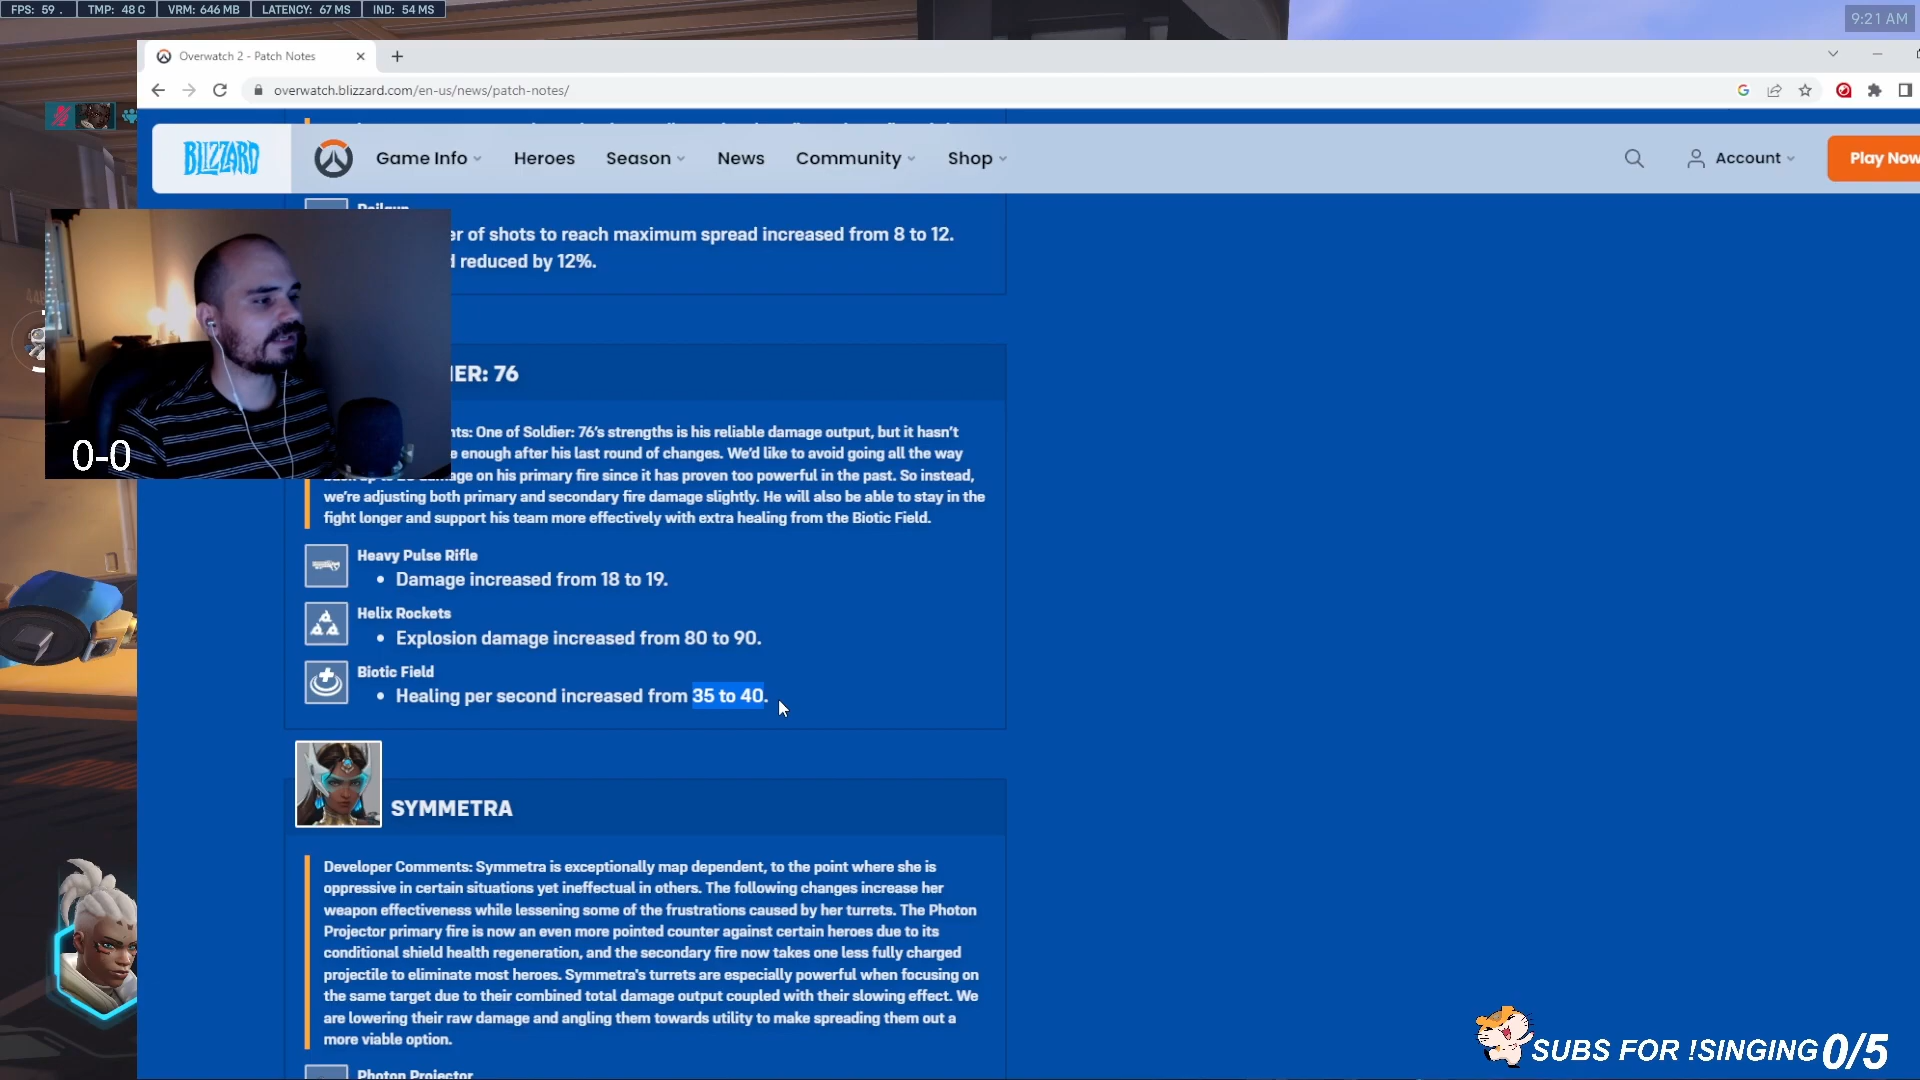 FPS: 59 . TMP: 48 C VRM: 646 MB LATENCY: 67 MS IND: 54 MS
9:21 AM
Overwatch 2 - Patch Notes
overwatch.blizzard.com/en-us/news/patch-notes/
BLIZZARD Game Info Heroes Season News Community Shop Account Play Now
Railgun
er of shots to reach maximum spread increased from 8 to 12.
reduced by 12%.
IER: 76
nts: One of Soldier: 76's strengths is his reliable damage output, but it hasn't
e enough after his last round of changes. We'd like to avoid going all the way
age on his primary fire since it has proven too powerful in the past. So instead,
we're adjusting both primary and secondary fire damage slightly. He will also be able to stay in the
fight longer and support his team more effectively with extra healing from the Biotic Field.
Heavy Pulse Rifle
• Damage increased from 18 to 19.
Helix Rockets
• Explosion damage increased from 80 to 90.
Biotic Field
• Healing per second increased from 35 to 40.
0-0
SYMMETRA
Developer Comments: Symmetra is exceptionally map dependent, to the point where she is
oppressive in certain situations yet ineffectual in others. The following changes increase her
weapon effectiveness while lessening some of the frustrations caused by her turrets. The Photon
Projector primary fire is now an even more pointed counter against certain heroes due to its
conditional shield health regeneration, and the secondary fire now takes one less fully charged
projectile to eliminate most heroes. Symmetra's turrets are especially powerful when focusing on
the same target due to their combined total damage output coupled with their slowing effect. We
are lowering their raw damage and angling them towards utility to make spreading them out a
more viable option.
Photon Projector
SUBS FOR !SINGING 0/5